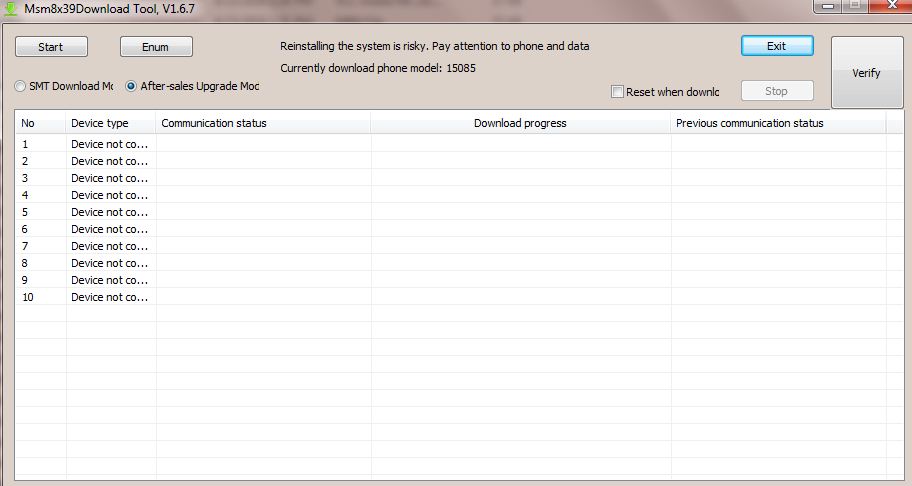 Msm8x39Download Tool, V1.6.7
Start
Enum
Reinstalling the system is risky. Pay attention to phone and data
Exit
Verify
Currently download phone model: 15085
SMT Download Mo
After-sales Upgrade Mod
Reset when downlo
Stop
No Device type Communication status Download progress Previous communication status
1 Device not co...
2 Device not co...
3 Device not co...
4 Device not co...
5 Device not co...
6 Device not co...
7 Device not co...
8 Device not co...
9 Device not co...
10 Device not co...